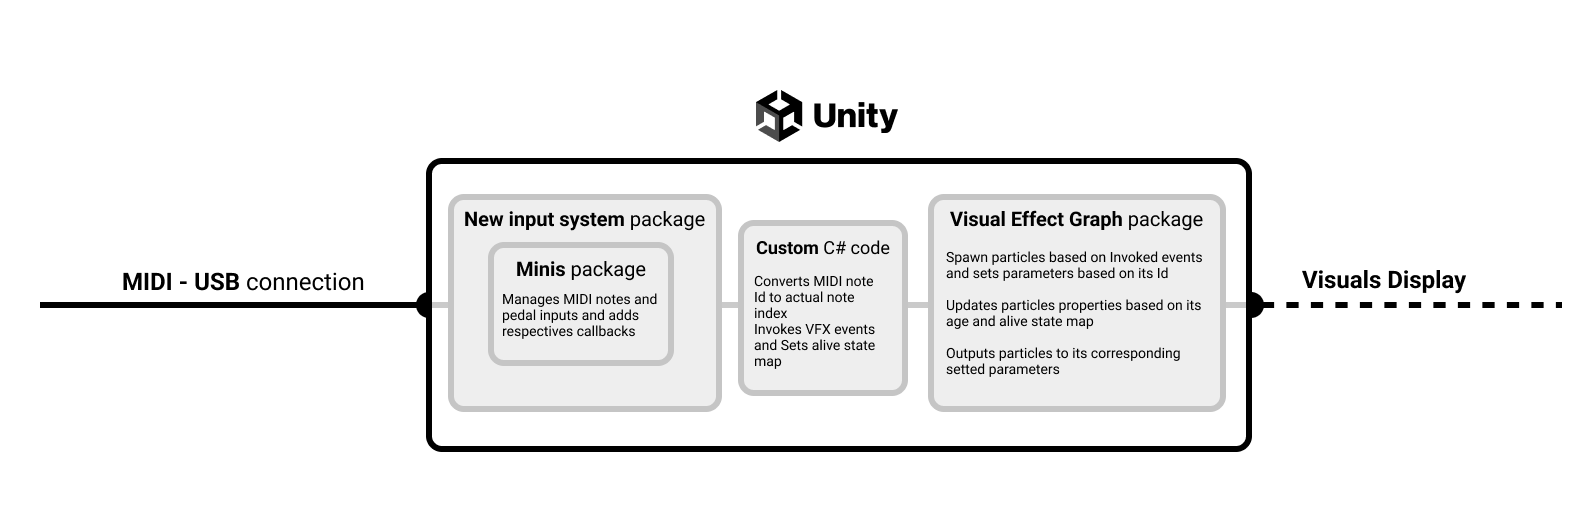 Unity
MIDI - USB connection
New input system package
Minis package
Manages MIDI notes and
pedal inputs and adds
respectives callbacks
Custom C# code
Converts MIDI note
Id to actual note
index
Invokes VFX events
and Sets alive state
map
Visual Effect Graph package
Spawn particles based on Invoked events
and sets parameters based on its Id
Updates particles properties based on its
age and alive state map
Outputs particles to its corresponding
setted parameters
Visuals Display